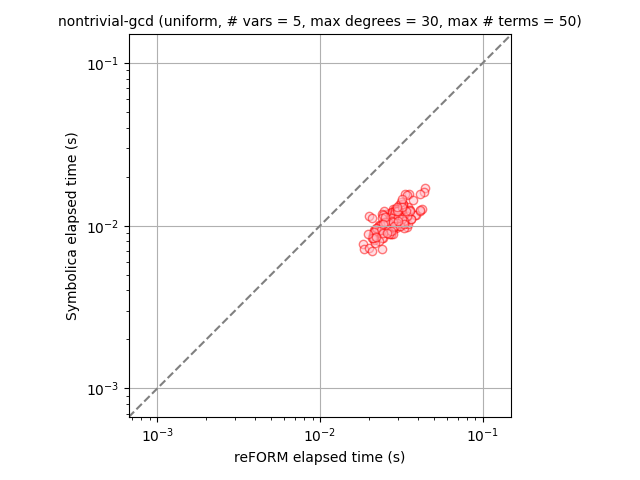 nontrivial-gcd (uniform, # vars = 5, max degrees = 30, max # terms = 50)
Symbolica elapsed time (s)
10⁻¹
10⁻²
10⁻³
10⁻³
10⁻²
10⁻¹
reFORM elapsed time (s)